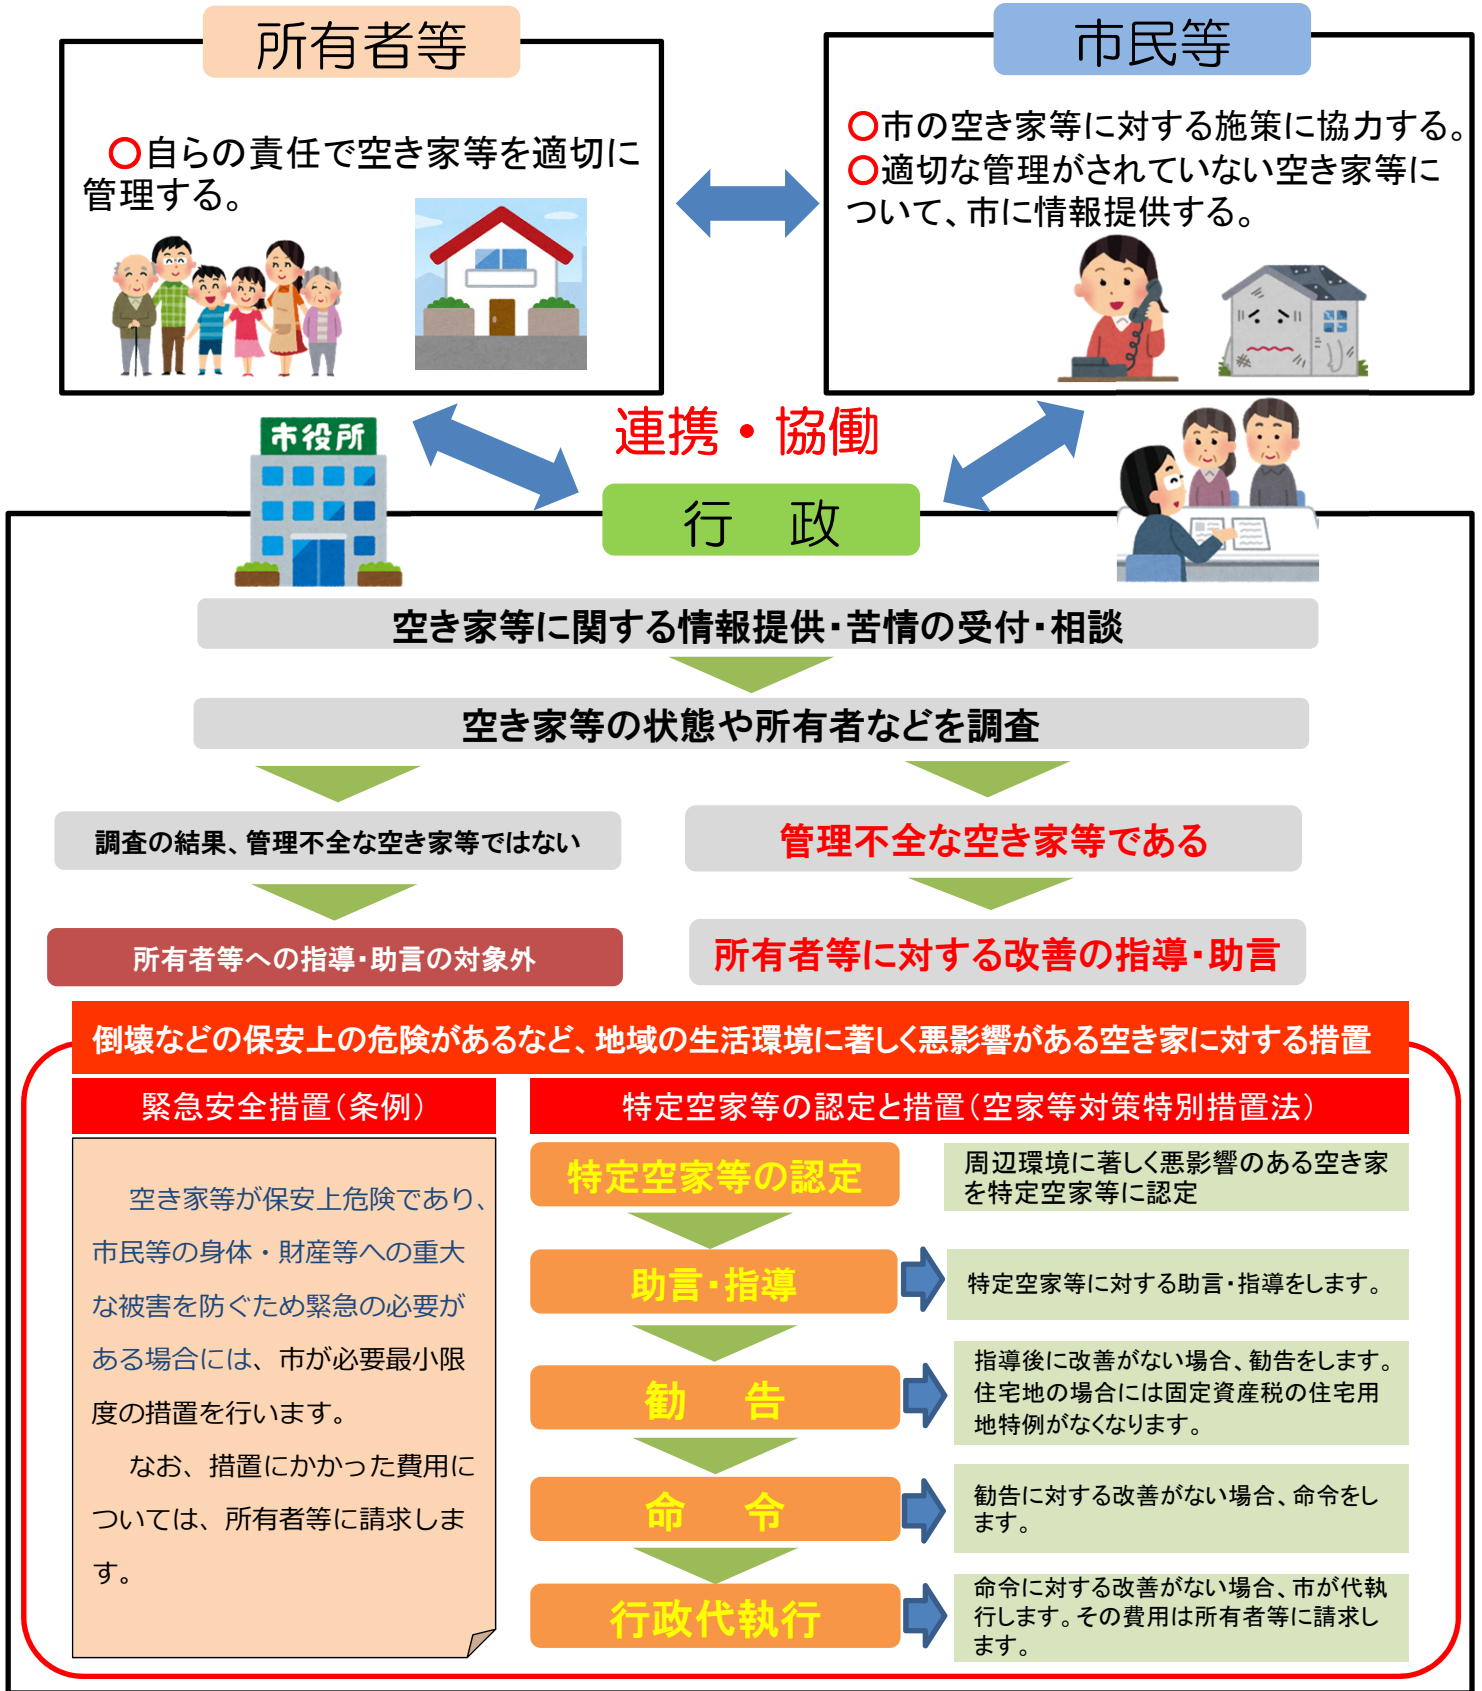 所有者等
○自らの責任で空き家等を適切に
管理する。
市民等
○市の空き家等に対する施策に協力する。
○適切な管理がされていない空き家等に
ついて、市に情報提供する。
連携・協働
市役所
行　政
空き家等に関する情報提供・苦情の受付・相談
空き家等の状態や所有者などを調査
調査の結果、管理不全な空き家等ではない
管理不全な空き家等である
所有者等への指導・助言の対象外
所有者等に対する改善の指導・助言
倒壊などの保安上の危険があるなど、地域の生活環境に著しく悪影響がある空き家に対する措置
緊急安全措置（条例）
空き家等が保安上危険であり、
市民等の身体・財産等への重大
な被害を防ぐため緊急の必要が
ある場合には、市が必要最小限
度の措置を行います。
なお、措置にかかった費用に
ついては、所有者等に請求しま
す。
特定空家等の認定と措置（空家等対策特別措置法）
特定空家等の認定
周辺環境に著しく悪影響のある空き家
を特定空家等に認定
助言・指導
特定空家等に対する助言・指導をします。
勧　告
指導後に改善がない場合、勧告をします。
住宅地の場合には固定資産税の住宅用
地特例がなくなります。
命　令
勧告に対する改善がない場合、命令をし
ます。
行政代執行
命令に対する改善がない場合、市が代執
行します。その費用は所有者等に請求し
ます。